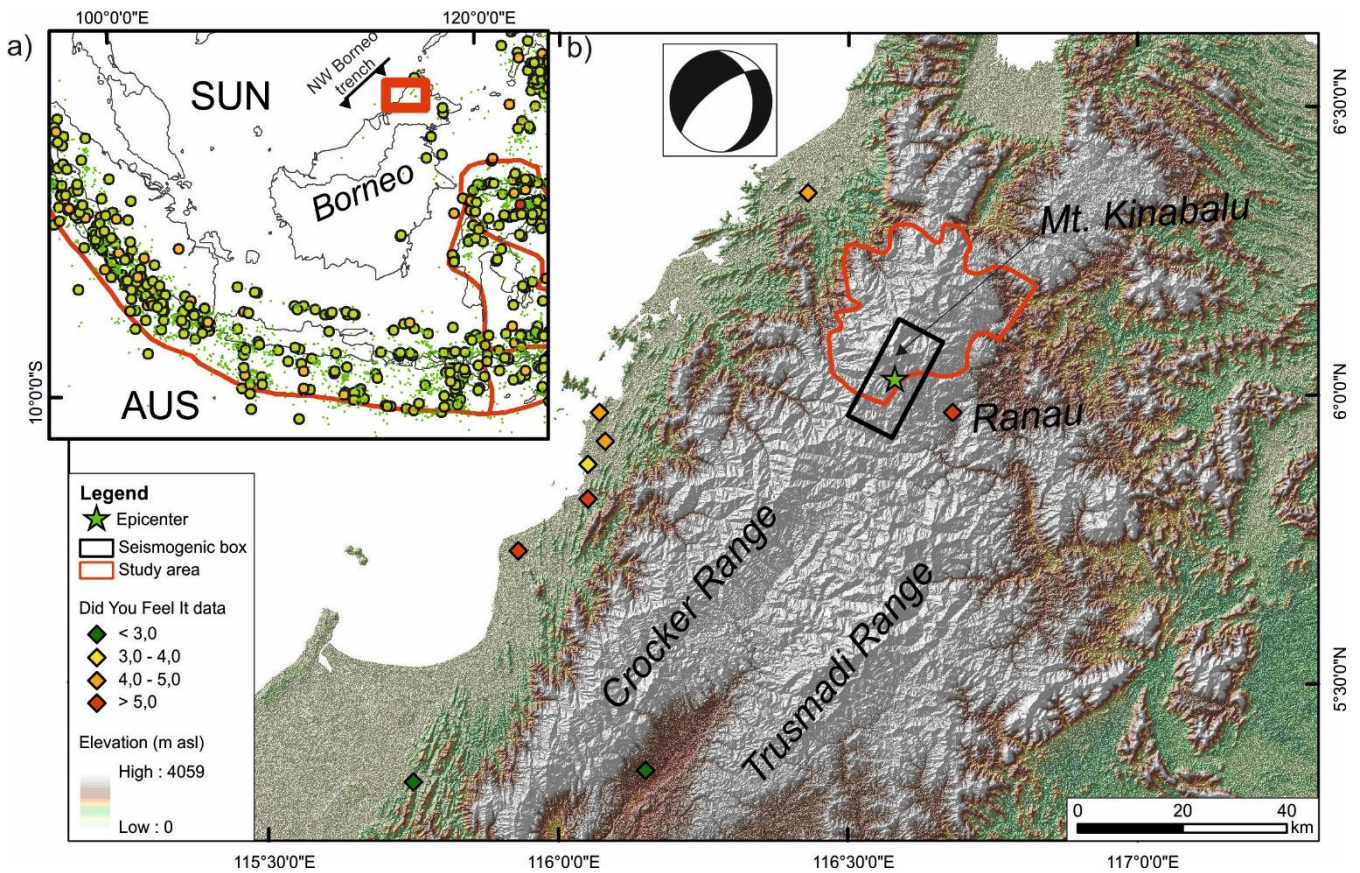 100°0'0"E
120°0'0"E
a)
b)
SUN
NW Borneo
trench
Borneo
AUS
10°0'0"S
6°30'0"N
6°0'0"N
5°30'0"N
Mt. Kinabalu
Ranau
Crocker Range
Trusmadi Range
Legend
Epicenter
Seismogenic box
Study area
Did You Feel It data
< 3,0
3,0 - 4,0
4,0 - 5,0
> 5,0
Elevation (m asl)
High : 4059
Low : 0
0 20 40
km
115°30'0"E
116°0'0"E
116°30'0"E
117°0'0"E